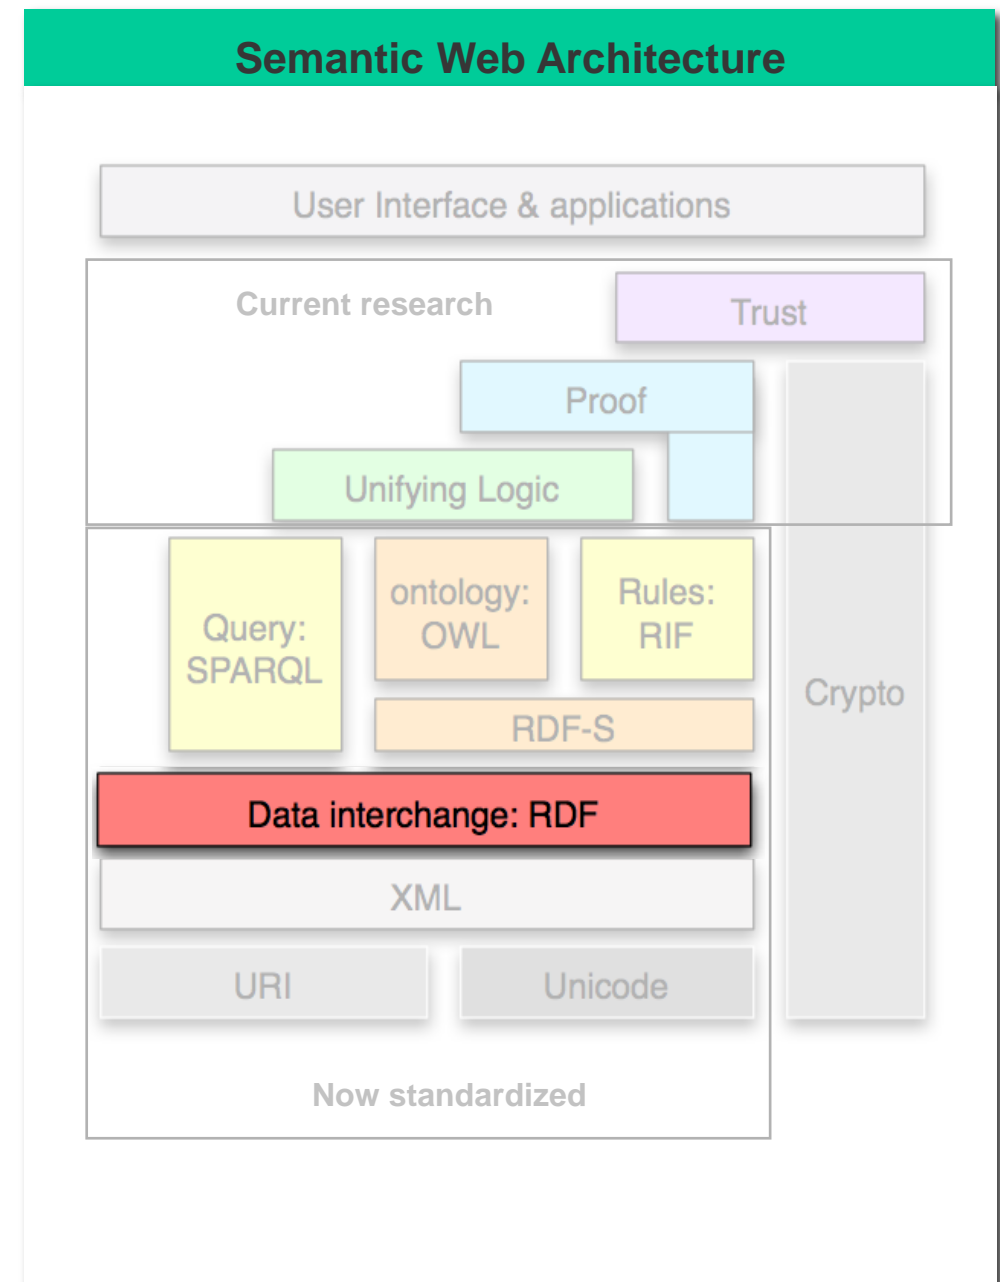 Semantic Web Architecture
User Interface & applications
Current research
Trust
Proof
Unifying Logic
Query:
SPARQL
ontology:
OWL
Rules:
RIF
Crypto
RDF-S
Data interchange: RDF
XML
URI
Unicode
Now standardized